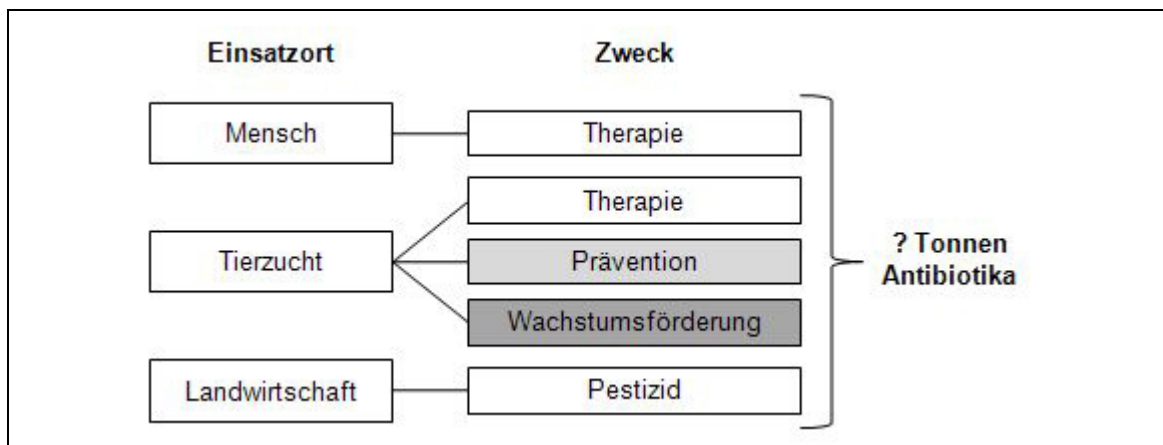 Einsatzort
Zweck
Mensch
Therapie
Tierzucht
Therapie
Prävention
Wachstumsförderung
Landwirtschaft
Pestizid
? Tonnen
Antibiotika